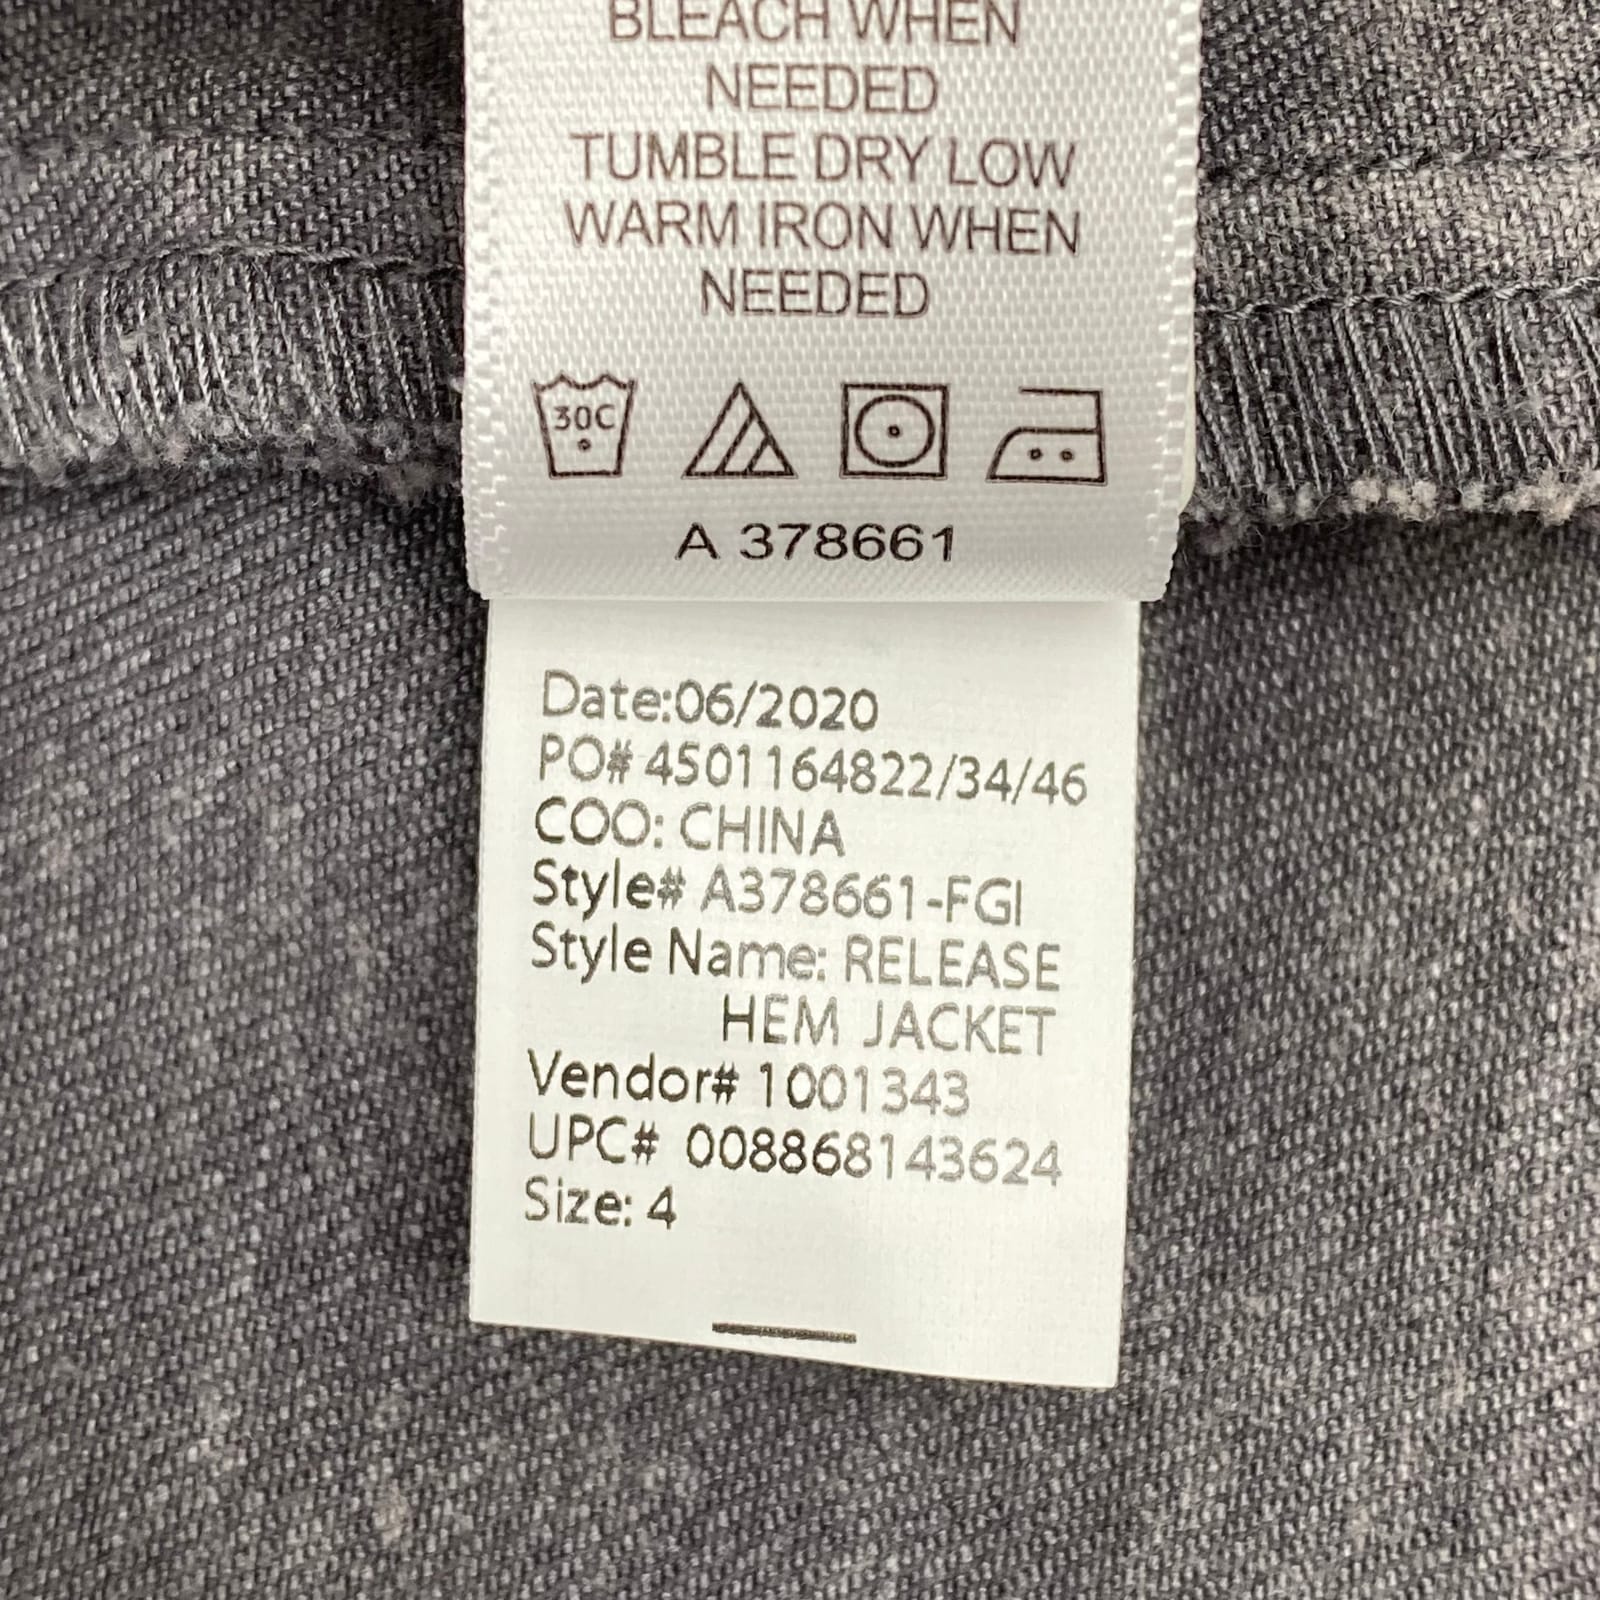 BLEACH WHEN
NEEDED
TUMBLE DRY LOW
WARM IRON WHEN
NEEDED
30C
A 378661
Date:06/2020
PO# 4501164822/34/46
COO: CHINA
Style# A378661-FGI
Style Name: RELEASE
HEM JACKET
Vendor# 1001343
UPC# 008868143624
Size: 4